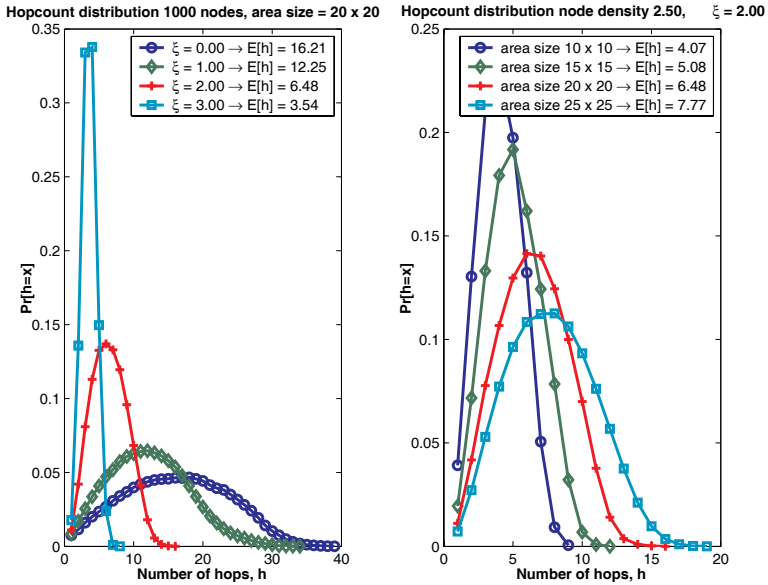 Hopcount distribution 1000 nodes, area size = 20 x 20
0.35
0.3
0.25
0.2
0.15
0.1
0.05
0
Pr[h=x]
ξ = 0.00 → E[h] = 16.21
ξ = 1.00 → E[h] = 12.25
ξ = 2.00 → E[h] = 6.48
ξ = 3.00 → E[h] = 3.54
0 10 20 30 40
Number of hops, h
Hopcount distribution node density 2.50, ξ = 2.00
0.25
0.2
0.15
0.1
0.05
0
Pr[h=x]
area size 10 x 10 → E[h] = 4.07
area size 15 x 15 → E[h] = 5.08
area size 20 x 20 → E[h] = 6.48
area size 25 x 25 → E[h] = 7.77
0 5 10 15 20
Number of hops, h